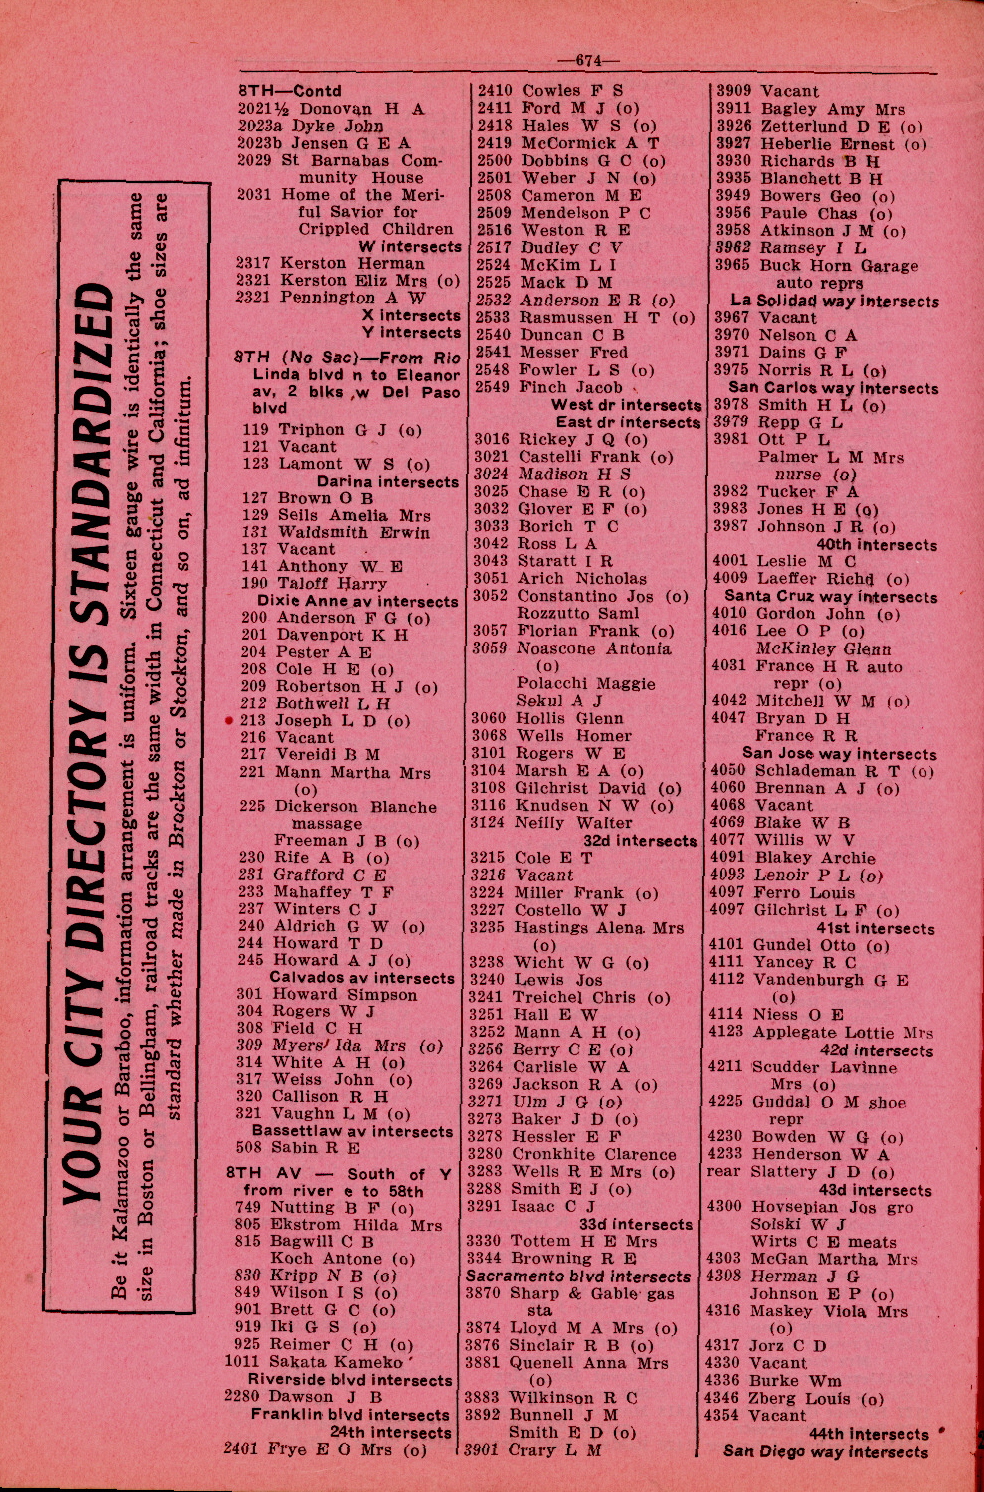 —674—
YOUR CITY DIRECTORY IS STANDARDIZED
Be it Kalamazoo or Baraboo, information arrangement is uniform. Sixteen gauge wire is identically the same
size in Boston or Bellingham, railroad tracks are the same width in Connecticut and California; shoe sizes are
standard whether made in Brockton or Stockton, and so on, ad infinitum.
8TH—Contd
2021½ Donovan H A
2023a Dyke John
2023b Jensen G E A
2029 St Barnabas Com-
munity House
2031 Home of the Meri-
ful Savior for
Crippled Children
W intersects
2317 Kerston Herman
2321 Kerston Eliz Mrs (o)
2321 Pennington A W
X intersects
Y intersects
8TH (No Sac)—From Rio
Linda blvd n to Eleanor
av, 2 blks w Del Paso
blvd
119 Triphon G J (o)
121 Vacant
123 Lamont W S (o)
Darina intersects
127 Brown O B
129 Seils Amelia Mrs
131 Waldsmith Erwin
137 Vacant
141 Anthony W E
190 Taloff Harry
Dixie Anne av intersects
200 Anderson F G (o)
201 Davenport K H
204 Pester A E
208 Cole H E (o)
209 Robertson H J (o)
212 Bothwell L H
213 Joseph L D (o)
216 Vacant
217 Vereidi B M
221 Mann Martha Mrs
(o)
225 Dickerson Blanche
massage
Freeman J B (o)
230 Rife A B (o)
231 Grafford C E
233 Mahaffey T F
237 Winters C J
240 Aldrich G W (o)
244 Howard T D
245 Howard A J (o)
Calvados av intersects
301 Howard Simpson
304 Rogers W J
308 Field C H
309 Myers Ida Mrs (o)
314 White A H (o)
317 Weiss John (o)
320 Callison R H
321 Vaughn L M (o)
Bassettlaw av intersects
508 Sabin R E
8TH AV — South of Y
from river e to 58th
749 Nutting B F (o)
805 Ekstrom Hilda Mrs
815 Bagwill C B
Koch Antone (o)
830 Kripp N B (o)
849 Wilson I S (o)
901 Brett G C (o)
919 Iki G S (o)
925 Reimer C H (o)
1011 Sakata Kameko
Riverside blvd intersects
2280 Dawson J B
Franklin blvd intersects
24th intersects
2401 Frye E O Mrs (o)
2410 Cowles F S
2411 Ford M J (o)
2418 Hales W S (o)
2419 McCormick A T
2500 Dobbins G C (o)
2501 Weber J N (o)
2508 Cameron M E
2509 Mendelson P C
2516 Weston R E
2517 Dudley C V
2524 McKim L I
2525 Mack D M
2532 Anderson E R (o)
2533 Rasmussen H T (o)
2540 Duncan C B
2541 Messer Fred
2548 Fowler L S (o)
2549 Finch Jacob
West dr intersects
East dr intersects
3016 Rickey J Q (o)
3021 Castelli Frank (o)
3024 Madison H S
3025 Chase E R (o)
3032 Glover E F (o)
3033 Borich T C
3042 Ross L A
3043 Staratt I R
3051 Arich Nicholas
3052 Constantino Jos (o)
Rozzutto Saml
3057 Florian Frank (o)
3059 Noascone Antonia
(o)
Polacchi Maggie
Sekul A J
3060 Hollis Glenn
3068 Wells Homer
3101 Rogers W E
3104 Marsh E A (o)
3108 Gilchrist David (o)
3116 Knudsen N W (o)
3124 Neilly Walter
32d intersects
3215 Cole E T
3216 Vacant
3224 Miller Frank (o)
3227 Costello W J
3235 Hastings Alena Mrs
(o)
3238 Wicht W G (o)
3240 Lewis Jos
3241 Treichel Chris (o)
3251 Hall E W
3252 Mann A H (o)
3256 Berry C E (o)
3264 Carlisle W A
3269 Jackson R A (o)
3271 Ulm J G (o)
3273 Baker J D (o)
3278 Hessler E F
3280 Cronkhite Clarence
3283 Wells R E Mrs (o)
3288 Smith E J (o)
3291 Isaac C J
33d intersects
3330 Tottem H E Mrs
3344 Browning R E
Sacramento blvd intersects
3870 Sharp & Gable gas
sta
3874 Lloyd M A Mrs (o)
3876 Sinclair R B (o)
3881 Quenell Anna Mrs
(o)
3883 Wilkinson R C
3892 Bunnell J M
Smith E D (o)
3901 Crary L M
3909 Vacant
3911 Bagley Amy Mrs
3926 Zetterlund D E (o)
3927 Heberlie Ernest (o)
3930 Richards B H
3935 Blanchett B H
3949 Bowers Geo (o)
3956 Paule Chas (o)
3958 Atkinson J M (o)
3962 Ramsey I L
3965 Buck Horn Garage
auto reprs
La Solidad way intersects
3967 Vacant
3970 Nelson C A
3971 Dains G F
3975 Norris R L (o)
San Carlos way intersects
3978 Smith H L (o)
3979 Repp G L
3981 Ott P L
Palmer L M Mrs
nurse (o)
3982 Tucker F A
3983 Jones H E (o)
3987 Johnson J R (o)
40th intersects
4001 Leslie M C
4009 Laeffer Richd (o)
Santa Cruz way intersects
4010 Gordon John (o)
4016 Lee O P (o)
McKinley Glenn
4031 France H R auto
repr (o)
4042 Mitchell W M (o)
4047 Bryan D H
France R R
San Jose way intersects
4050 Schlademan R T (o)
4060 Brennan A J (o)
4068 Vacant
4069 Blake W B
4077 Willis W V
4091 Blakey Archie
4093 Lenoir P L (o)
4097 Ferro Louis
4097 Gilchrist L F (o)
41st intersects
4101 Gundel Otto (o)
4111 Yancey R C
4112 Vandenburgh G E
(o)
4114 Niess O E
4123 Applegate Lottie Mrs
42d intersects
4211 Scudder Lavinne
Mrs (o)
4225 Guddal O M shoe
repr
4230 Bowden W G (o)
4233 Henderson W A
rear Slattery J D (o)
43d intersects
4300 Hovsepian Jos gro
Solski W J
Wirts C E meats
4303 McGan Martha Mrs
4308 Herman J G
Johnson E P (o)
4316 Maskey Viola Mrs
(o)
4317 Jorz C D
4330 Vacant
4336 Burke Wm
4346 Zberg Louis (o)
4354 Vacant
44th intersects
San Diego way intersects